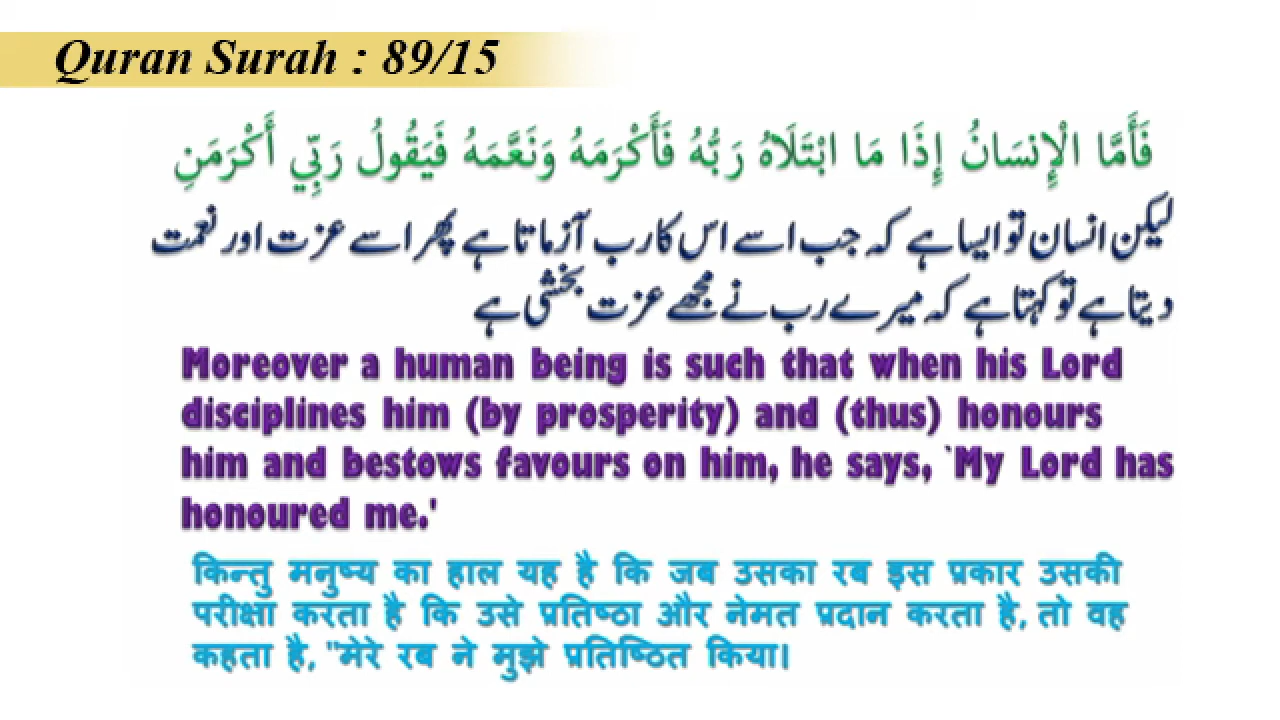 Quran Surah : 89/15
فَأَمَّا الْإِنسَانُ إِذَا مَا ابْتَلَاهُ رَبُّهُ فَأَكْرَمَهُ وَنَعَّمَهُ فَيَقُولُ رَبِّي أَكْرَمَنِ
لیکن انسان تو ایسا ہے کہ جب اسے اس کا رب آزماتا ہے پھر اسے عزت اور نعمت
دیتا ہے تو کہتا ہے کہ میرے رب نے مجھے عزت بخشی ہے
Moreover a human being is such that when his Lord
disciplines him (by prosperity) and (thus) honours
him and bestows favours on him, he says, `My Lord has
honoured me.'
किन्तु मनुष्य का हाल यह है कि जब उसका रब इस प्रकार उसकी
परीक्षा करता है कि उसे प्रतिष्ठा और नेमत प्रदान करता है, तो वह
कहता है, "मेरे रब ने मुझे प्रतिष्ठित किया।